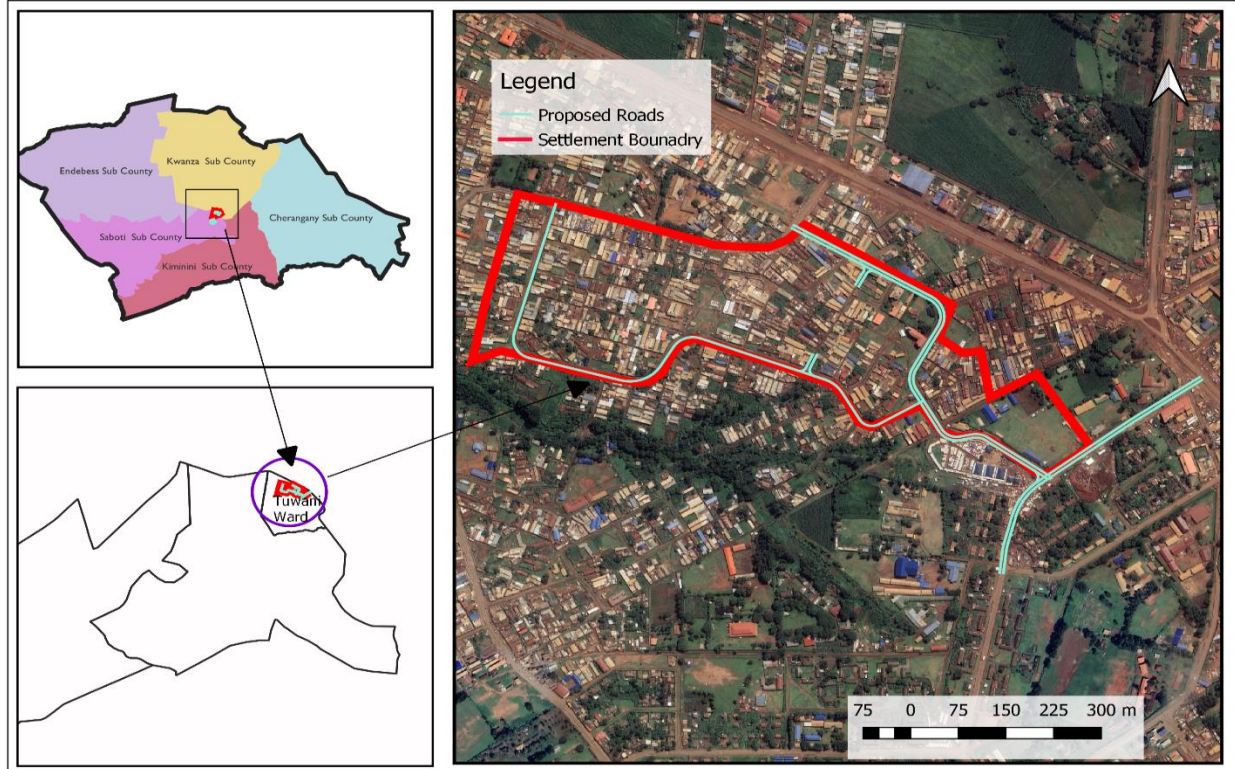 Kwanza Sub County
Endebess Sub County
Cherangany Sub County
Saboti Sub County
Kiminini Sub County
Tuwani
Ward
Legend
Proposed Roads
Settlement Bounadry
75 0 75 150 225 300 m